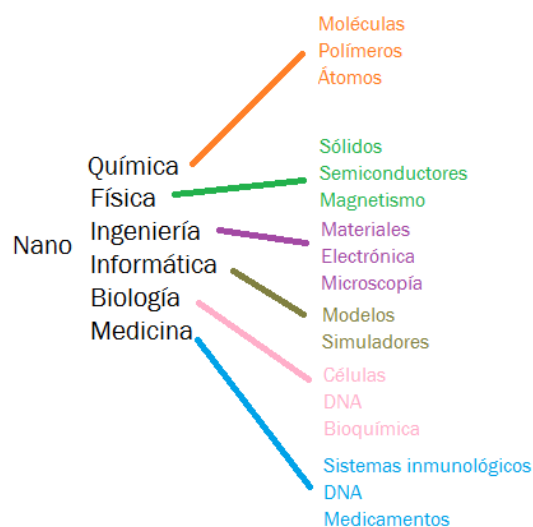 Moléculas
Polímeros
Átomos
Sólidos
Semiconductores
Magnetismo
Química
Física
Ingeniería
Nano
Informática
Biología
Medicina
Materiales
Electrónica
Microscopía
Modelos
Simuladores
Células
DNA
Bioquímica
Sistemas inmunológicos
DNA
Medicamentos